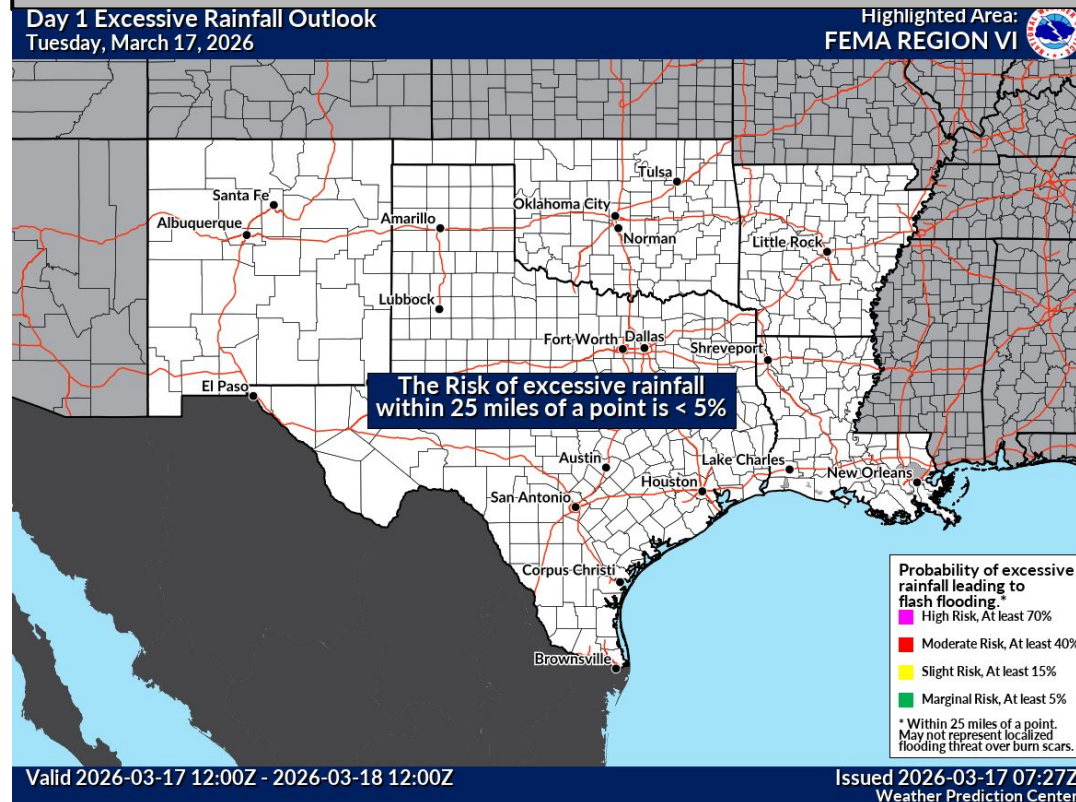 Day 1 Excessive Rainfall Outlook
Tuesday, March 17, 2026
Highlighted Area:
FEMA REGION VI
Santa Fe
Albuquerque
Amarillo
Tulsa
Oklahoma City
Norman
Little Rock
Lubbock
Fort Worth
Dallas
Shreveport
El Paso
The Risk of excessive rainfall
within 25 miles of a point is < 5%
Austin
Lake Charles
Houston
New Orleans
San Antonio
Corpus Christi
Brownsville
Probability of excessive
rainfall leading to
flash flooding.*
High Risk, At least 70%
Moderate Risk, At least 40%
Slight Risk, At least 15%
Marginal Risk, At least 5%
* Within 25 miles of a point.
May not represent localized
flooding threat over burn scars.
Valid 2026-03-17 12:00Z - 2026-03-18 12:00Z
Issued 2026-03-17 07:27Z
Weather Prediction Center